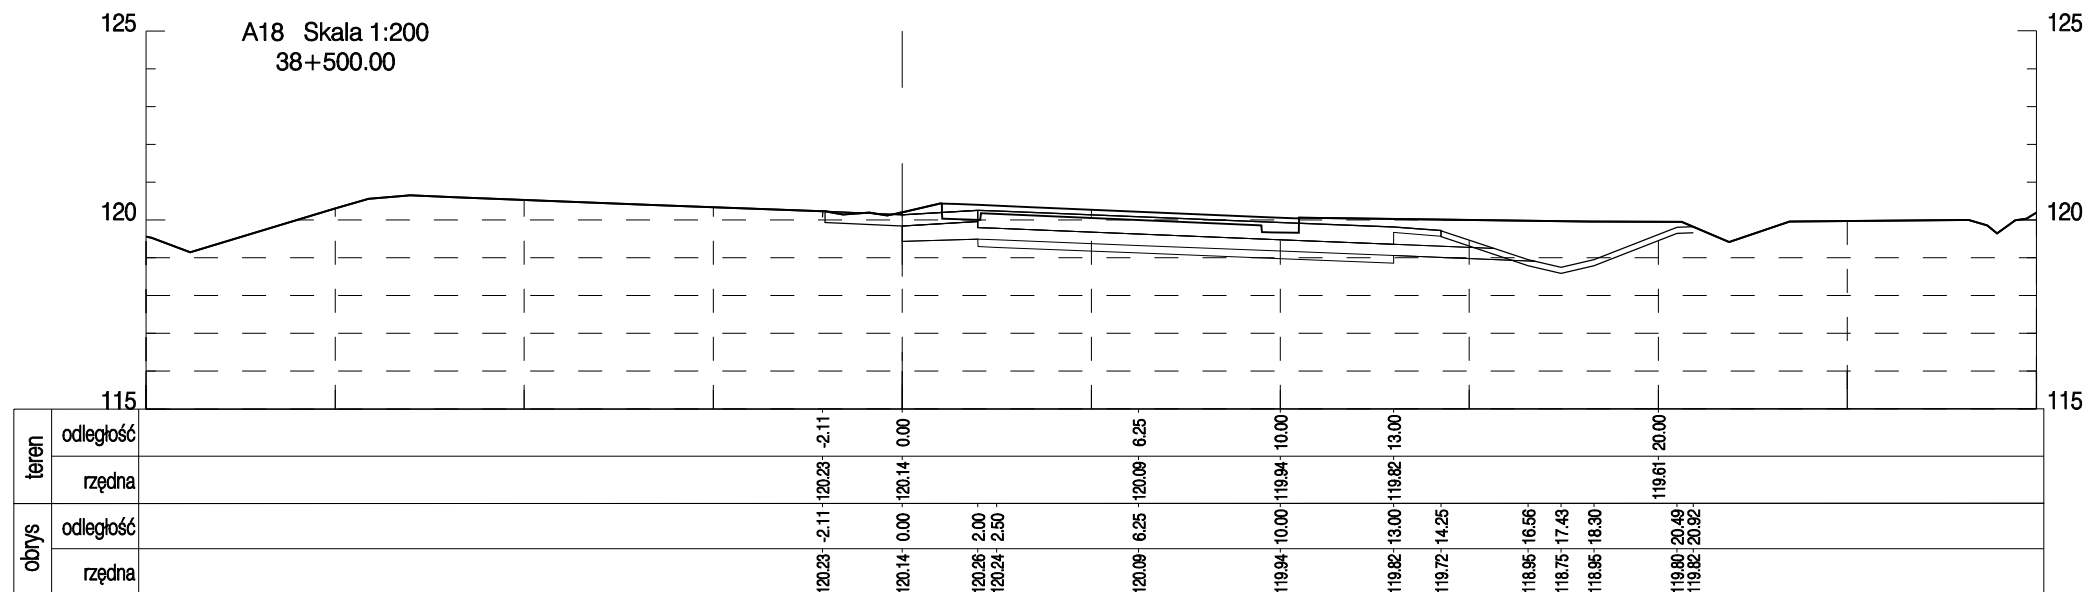 125 125
A18 Skala 1:200
38+500.00
120 120
115 115
teren
odległość -2.11 0.00 6.25 10.00 13.00 20.00
rzędna 120.23 120.14 120.09 119.94 119.82 119.61
obrys
odległość -2.11 0.00 2.00 2.50 6.25 10.00 13.00 14.25 16.56 17.43 18.30 20.49 20.92
rzędna 120.23 120.14 120.26 120.24 120.09 119.94 119.82 119.72 118.95 118.75 118.95 119.80 119.82